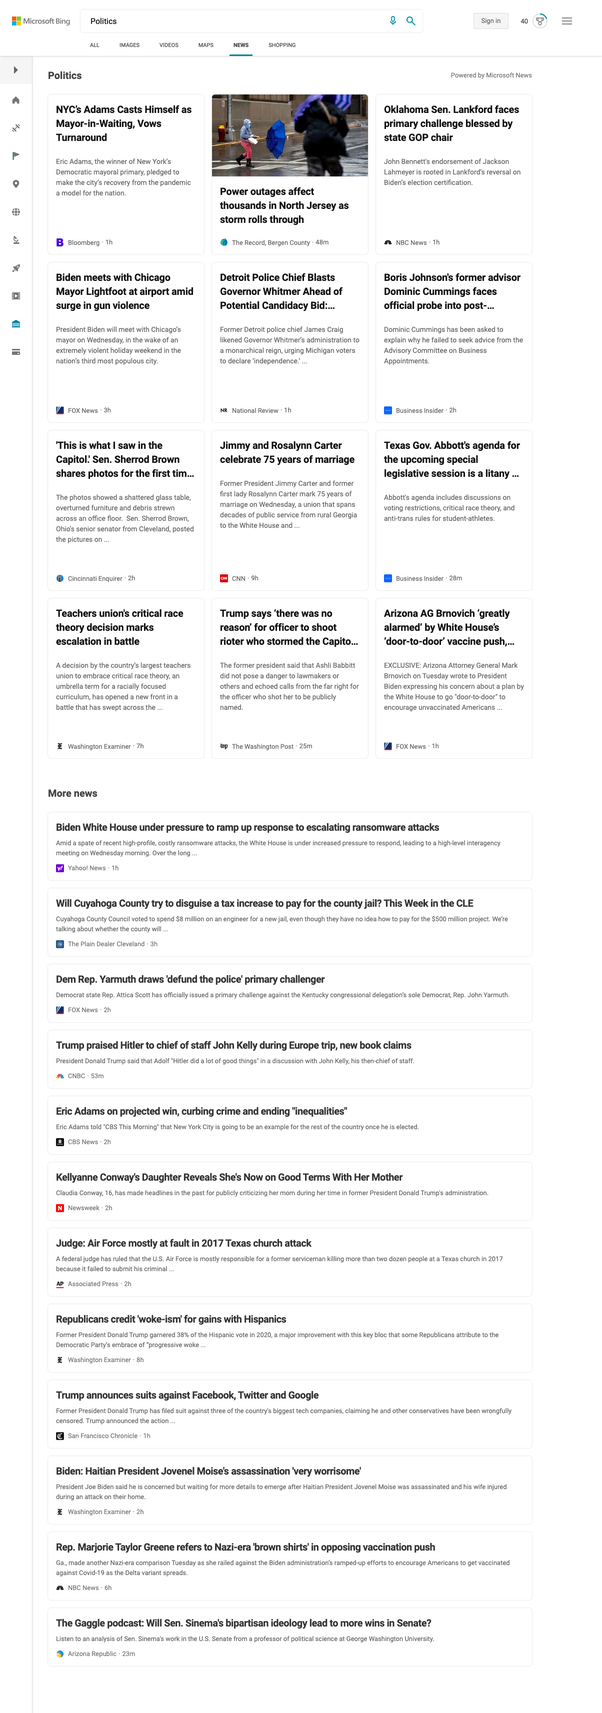 Microsoft Bing
Politics
Sign in
40
ALL
IMAGES
VIDEOS
MAPS
NEWS
SHOPPING
Politics
Powered by Microsoft News
NYC's Adams Casts Himself as
Mayor-in-Waiting, Vows
Turnaround
Eric Adams, the winner of New York's
Democratic mayoral primary, pledged to
make the city's recovery from the pandemic
a model for the nation.
Bloomberg · 1h
Power outages affect
thousands in North Jersey as
storm rolls through
The Record, Bergen County · 48m
Oklahoma Sen. Lankford faces
primary challenge blessed by
state GOP chair
John Bennett's endorsement of Jackson
Lahmeyer is rooted in Lankford's reversal on
Biden's election certification.
NBC News · 1h
Biden meets with Chicago
Mayor Lightfoot at airport amid
surge in gun violence
President Biden will meet with Chicago's
mayor on Wednesday, in the wake of an
extremely violent holiday weekend in the
nation's third most populous city.
FOX News · 3h
Detroit Police Chief Blasts
Governor Whitmer Ahead of
Potential Candidacy Bid:...
Former Detroit police chief James Craig
likened Governor Whitmer's administration to
a monarchical reign, urging Michigan voters
to declare 'independence.' ...
NR National Review · 1h
Boris Johnson's former advisor
Dominic Cummings faces
official probe into post-...
Dominic Cummings has been asked to
explain why he failed to seek advice from the
Advisory Committee on Business
Appointments.
Business Insider · 2h
'This is what I saw in the
Capitol.' Sen. Sherrod Brown
shares photos for the first tim...
The photos showed a shattered glass table,
overturned furniture and debris strewn
across an office floor. Sen. Sherrod Brown,
Ohio's senior senator from Cleveland, posted
the pictures on ...
Cincinnati Enquirer · 2h
Jimmy and Rosalynn Carter
celebrate 75 years of marriage
Former President Jimmy Carter and former
first lady Rosalynn Carter mark 75 years of
marriage on Wednesday, a union that spans
decades of public service from rural Georgia
to the White House and ...
CNN · 9h
Texas Gov. Abbott's agenda for
the upcoming special
legislative session is a litany ...
Abbott's agenda includes discussions on
voting restrictions, critical race theory, and
anti-trans rules for student-athletes.
Business Insider · 28m
Teachers union's critical race
theory decision marks
escalation in battle
A decision by the country's largest teachers
union to embrace critical race theory, an
umbrella term for a racially focused
curriculum, has opened a new front in a
battle that has swept across the ...
Washington Examiner · 7h
Trump says 'there was no
reason' for officer to shoot
rioter who stormed the Capito...
The former president said that Ashli Babbitt
did not pose a danger to lawmakers or
others and echoed calls from the far right for
the officer who shot her to be publicly
named.
wp The Washington Post · 25m
Arizona AG Brnovich 'greatly
alarmed' by White House's
'door-to-door' vaccine push,...
EXCLUSIVE: Arizona Attorney General Mark
Brnovich on Tuesday wrote to President
Biden expressing his concern about a plan by
the White House to go "door-to-door" to
encourage unvaccinated Americans ...
FOX News · 1h
More news
Biden White House under pressure to ramp up response to escalating ransomware attacks
Amid a spate of recent high-profile, costly ransomware attacks, the White House is under increased pressure to respond, leading to a high-level interagency
meeting on Wednesday morning. Over the long ...
Yahoo! News · 1h
Will Cuyahoga County try to disguise a tax increase to pay for the county jail? This Week in the CLE
Cuyahoga County Council voted to spend $8 million on an engineer for a new jail, even though they have no idea how to pay for the $500 million project. We're
talking about whether the county will ...
The Plain Dealer Cleveland · 3h
Dem Rep. Yarmuth draws 'defund the police' primary challenger
Democrat state Rep. Attica Scott has officially issued a primary challenge against the Kentucky congressional delegation's sole Democrat, Rep. John Yarmuth.
FOX News · 2h
Trump praised Hitler to chief of staff John Kelly during Europe trip, new book claims
President Donald Trump said that Adolf "Hitler did a lot of good things" in a discussion with John Kelly, his then-chief of staff.
CNBC · 53m
Eric Adams on projected win, curbing crime and ending "inequalities"
Eric Adams told "CBS This Morning" that New York City is going to be an example for the rest of the country once he is elected.
CBS News · 2h
Kellyanne Conway's Daughter Reveals She's Now on Good Terms With Her Mother
Claudia Conway, 16, has made headlines in the past for publicly criticizing her mom during her time in former President Donald Trump's administration.
N Newsweek · 2h
Judge: Air Force mostly at fault in 2017 Texas church attack
A federal judge has ruled that the U.S. Air Force is mostly responsible for a former serviceman killing more than two dozen people at a Texas church in 2017
because it failed to submit his criminal ...
AP Associated Press · 2h
Republicans credit 'woke-ism' for gains with Hispanics
Former President Donald Trump garnered 38% of the Hispanic vote in 2020, a major improvement with this key bloc that some Republicans attribute to the
Democratic Party's embrace of "progressive woke ...
Washington Examiner · 8h
Trump announces suits against Facebook, Twitter and Google
Former President Donald Trump has filed suit against three of the country's biggest tech companies, claiming he and other conservatives have been wrongfully
censored. Trump announced the action ...
San Francisco Chronicle · 1h
Biden: Haitian President Jovenel Moise's assassination 'very worrisome'
President Joe Biden said he is concerned but waiting for more details to emerge after Haitian President Jovenel Moise was assassinated and his wife injured
during an attack on their home.
Washington Examiner · 2h
Rep. Marjorie Taylor Greene refers to Nazi-era 'brown shirts' in opposing vaccination push
Ga., made another Nazi-era comparison Tuesday as she railed against the Biden administration's ramped-up efforts to encourage Americans to get vaccinated
against Covid-19 as the Delta variant spreads.
NBC News · 6h
The Gaggle podcast: Will Sen. Sinema's bipartisan ideology lead to more wins in Senate?
Listen to an analysis of Sen. Sinema's work in the U.S. Senate from a professor of political science at George Washington University.
Arizona Republic · 23m